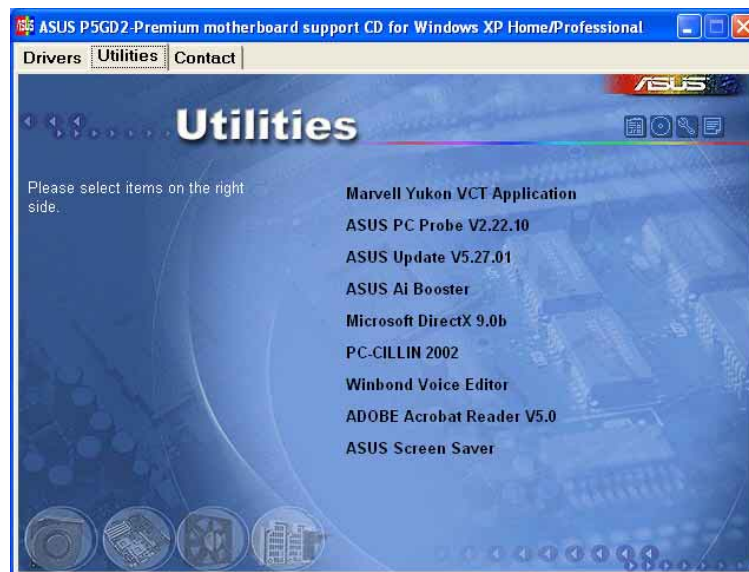 ASUS P5GD2-Premium motherboard support CD for Windows XP Home/Professional
Drivers Utilities Contact
ASUS
Utilities
Please select items on the right
side.
Marvell Yukon VCT Application
ASUS PC Probe V2.22.10
ASUS Update V5.27.01
ASUS Ai Booster
Microsoft DirectX 9.0b
PC-CILLIN 2002
Winbond Voice Editor
ADOBE Acrobat Reader V5.0
ASUS Screen Saver